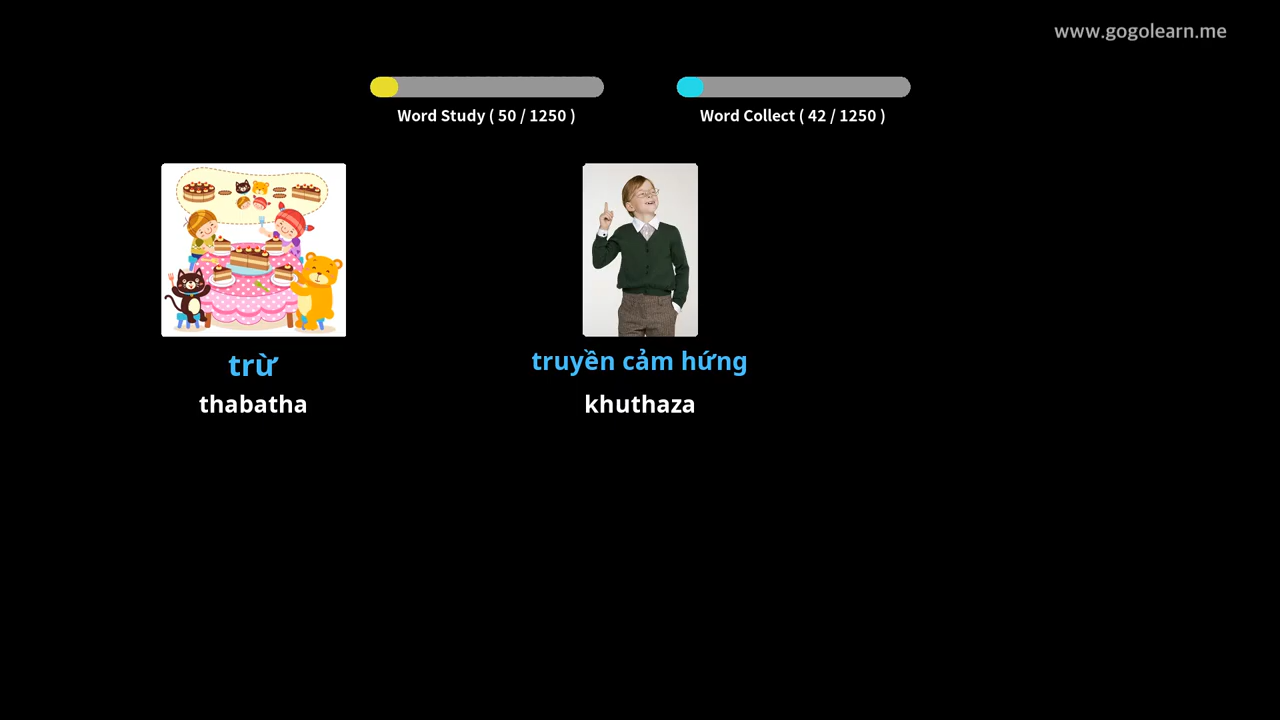 www.gogolearn.me
Word Study ( 50 / 1250 )
Word Collect ( 42 / 1250 )
trừ
truyền cảm hứng
thabatha
khuthaza